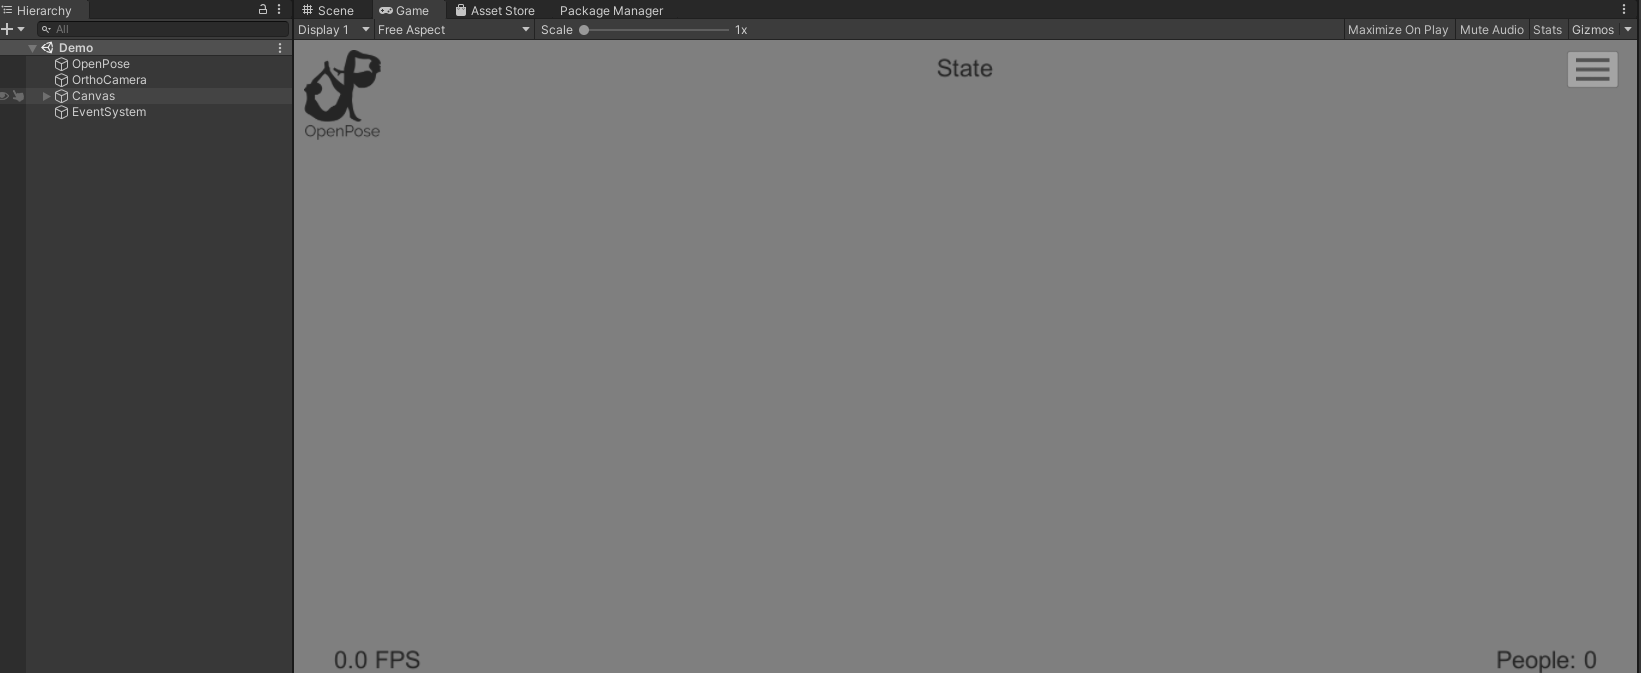 Hierarchy
All
Demo
OpenPose
OrthoCamera
Canvas
EventSystem
Scene Game Asset Store Package Manager
Display 1 Free Aspect Scale 1x Maximize On Play Mute Audio Stats Gizmos
State
OpenPose
0.0 FPS
People: 0